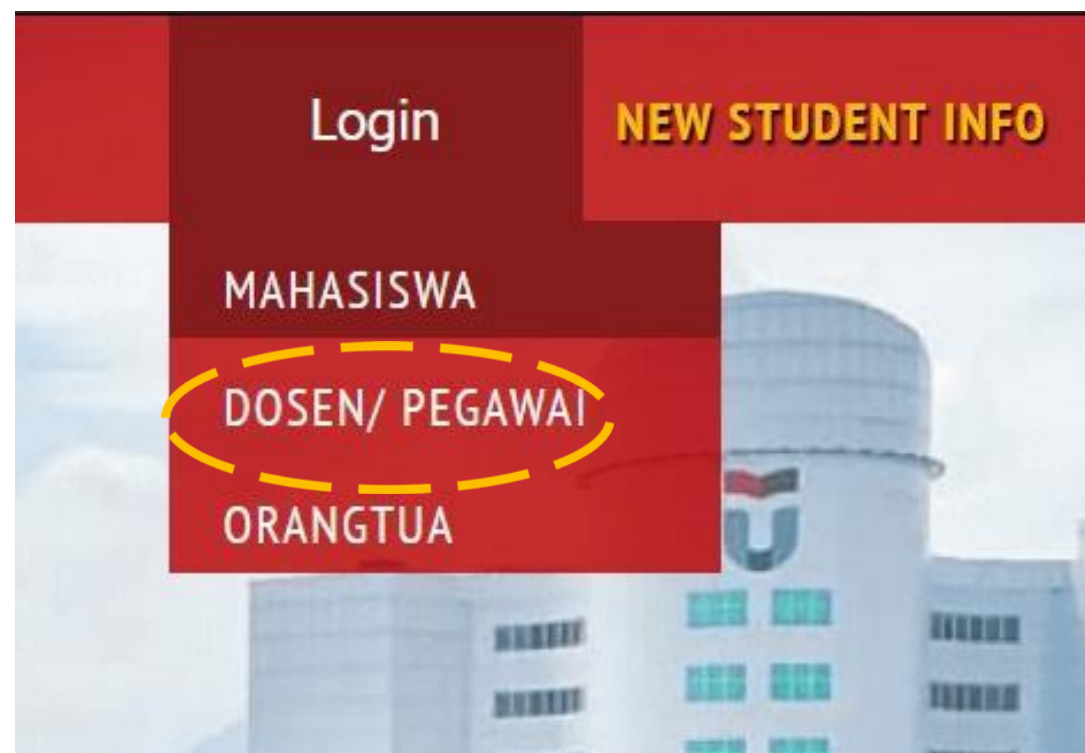 Login
NEW STUDENT INFO
MAHASISWA
DOSEN/ PEGAWAI
ORANGTUA